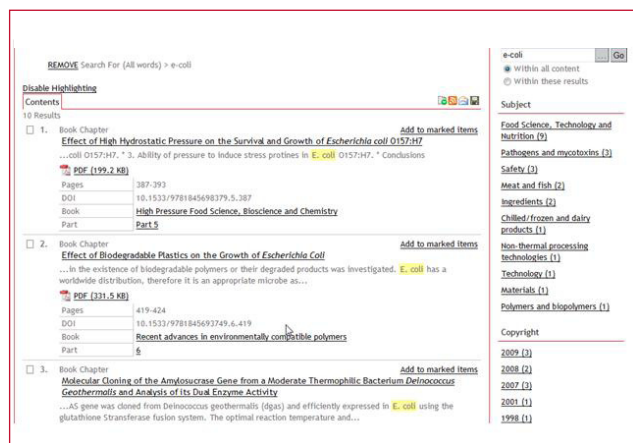 REMOVE Search For (All words) > e-coli
Disable Highlighting
Contents
10 Results
1. Book Chapter Add to marked items
Effect of High Hydrostatic Pressure on the Survival and Growth of Escherichia coli O157:H7
...coli O157:H7. * 3. Ability of pressure to induce stress protines in E. coli O157:H7. * Conclusions
PDF (199.2 KB)
Pages 387-393
DOI 10.1533/9781845698379.5.387
Book High Pressure Food Science, Bioscience and Chemistry
Part Part 5
2. Book Chapter Add to marked items
Effect of Biodegradable Plastics on the Growth of Escherichia Coli
...in the existence of biodegradable polymers or their degraded products was investigated. E. coli has a
worldwide distribution, therefore it is an appropriate microbe as...
PDF (331.5 KB)
Pages 419-424
DOI 10.1533/9781845693749.6.419
Book Recent advances in environmentally compatible polymers
Part 6
3. Book Chapter Add to marked items
Molecular Cloning of the Amylosucrase Gene from a Moderate Thermophilic Bacterium Deinococcus
Geothermalis and Analysis of its Dual Enzyme Activity
...AS gene was cloned from Deinococcus geothermalis (dgas) and efficiently expressed in E. coli using the
glutathione Stransferase fusion system. The optimal reaction temperature and...
e-coli ... Go
Within all content
Within these results
Subject
Food Science, Technology and
Nutrition (9)
Pathogens and mycotoxins (3)
Safety (3)
Meat and fish (2)
Ingredients (2)
Chilled/frozen and dairy
products (1)
Non-thermal processing
technologies (1)
Technology (1)
Materials (1)
Polymers and biopolymers (1)
Copyright
2009 (3)
2008 (2)
2007 (3)
2001 (1)
1998 (1)